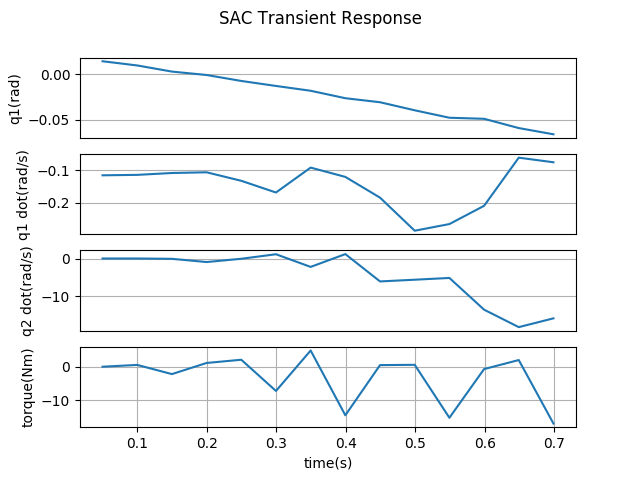 SAC Transient Response
q1(rad)
0.00
−0.05
q1 dot(rad/s)
−0.1
−0.2
q2 dot(rad/s)
0
−10
torque(Nm)
0
−10
0.1 0.2 0.3 0.4 0.5 0.6 0.7
time(s)